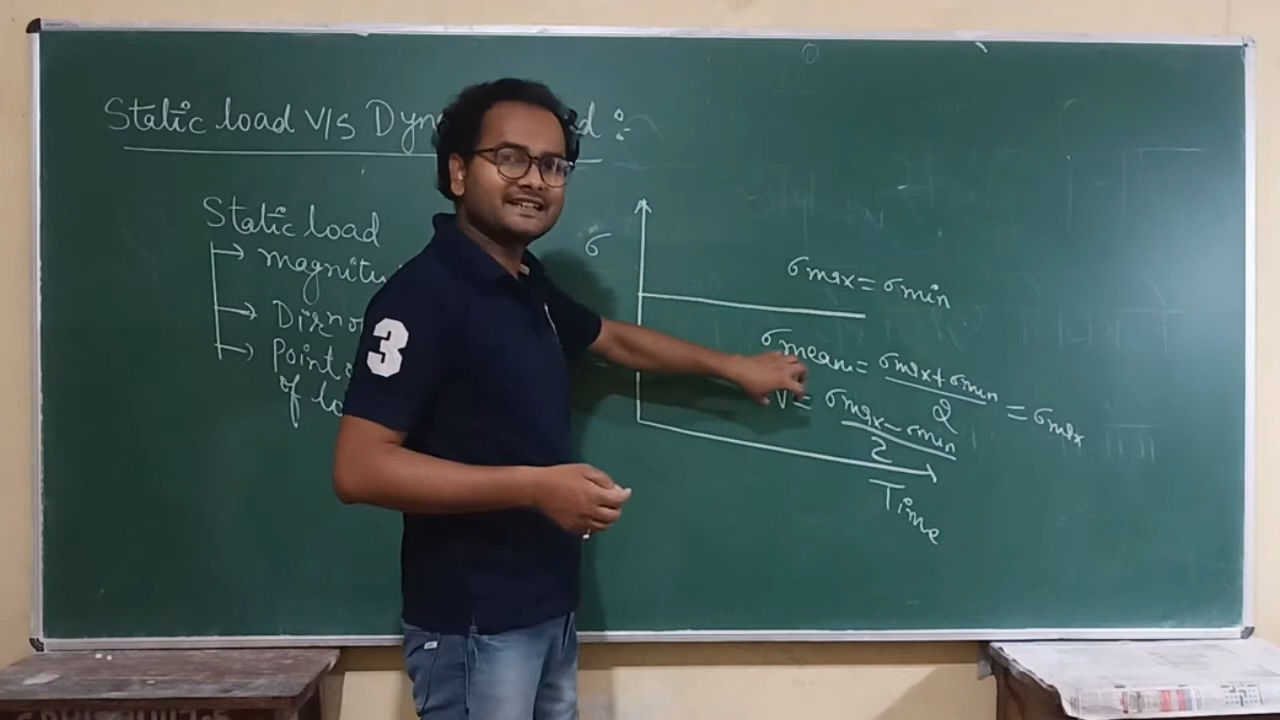 Static load V/S Dyn d :-
Static load
→ magnitu
→ Dirn o
→ Point o
of lo
3
σ
σmax = σmin
σmean = σmax + σmin / 2 = σmax
V = σmax - σmin / 2
Time